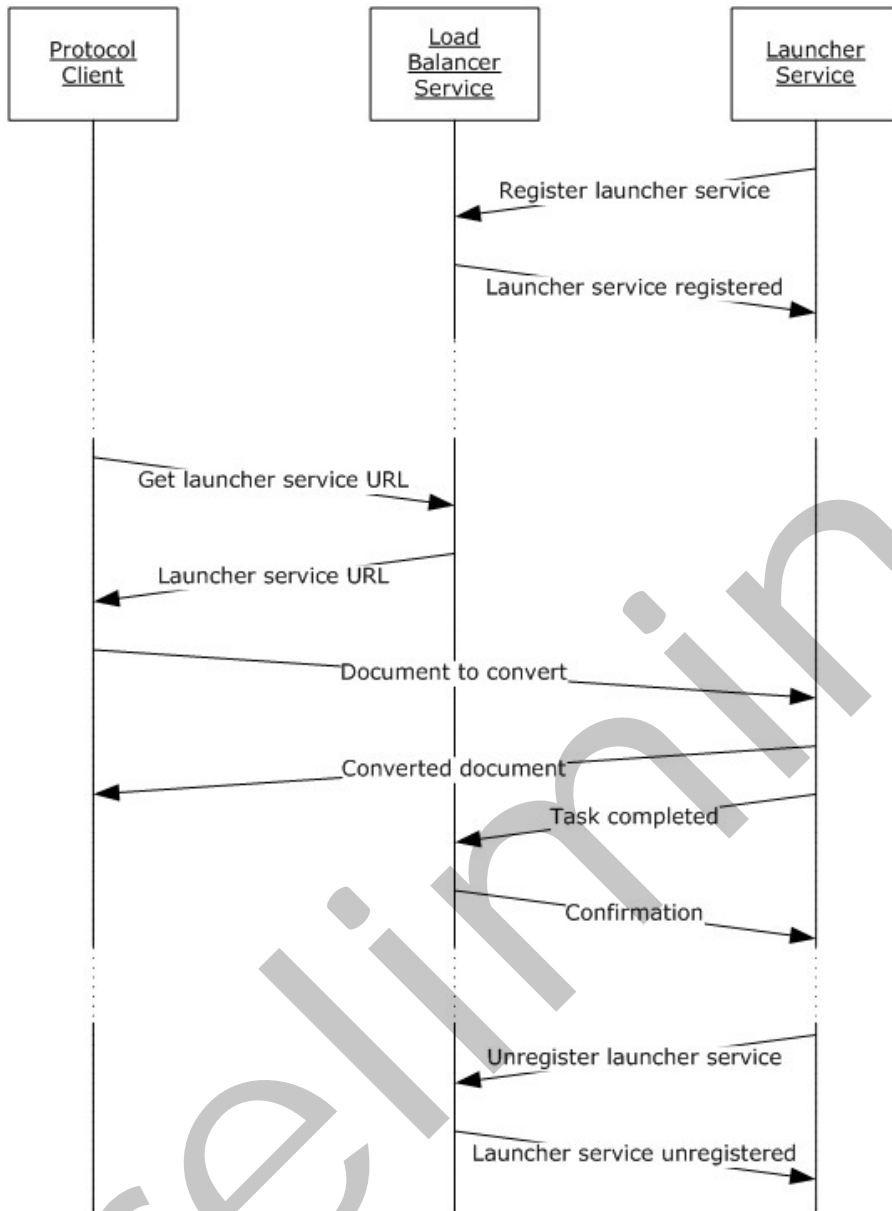 Protocol
Client
Load
Balancer
Service
Launcher
Service
Register launcher service
Launcher service registered
Get launcher service URL
Launcher service URL
Document to convert
Converted document
Task completed
Confirmation
Unregister launcher service
Launcher service unregistered
elimin